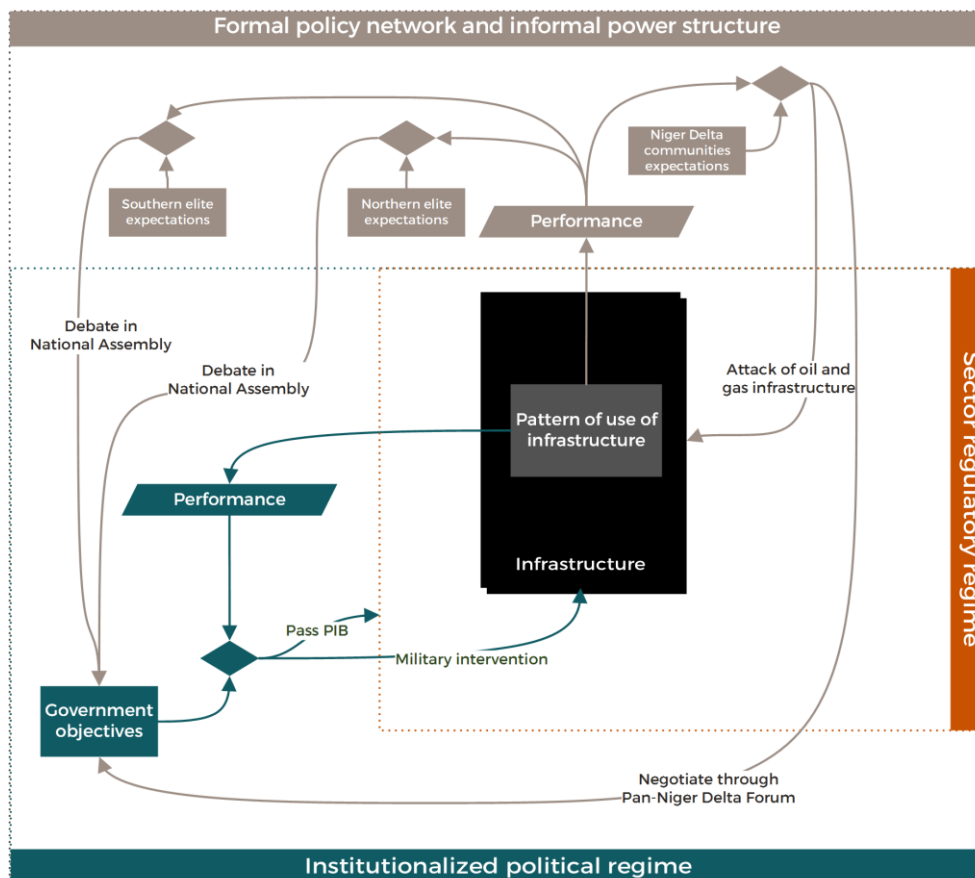 Formal policy network and informal power structure
Niger Delta
communities
expectations
Southern elite
expectations
Northern elite
expectations
Performance
Debate in
National Assembly
Debate in
National Assembly
Attack of oil and
gas infrastructure
Pattern of use of
infrastructure
Performance
Infrastructure
Sector regulatory regime
Pass PIB
Military intervention
Government
objectives
Negotiate through
Pan-Niger Delta Forum
Institutionalized political regime